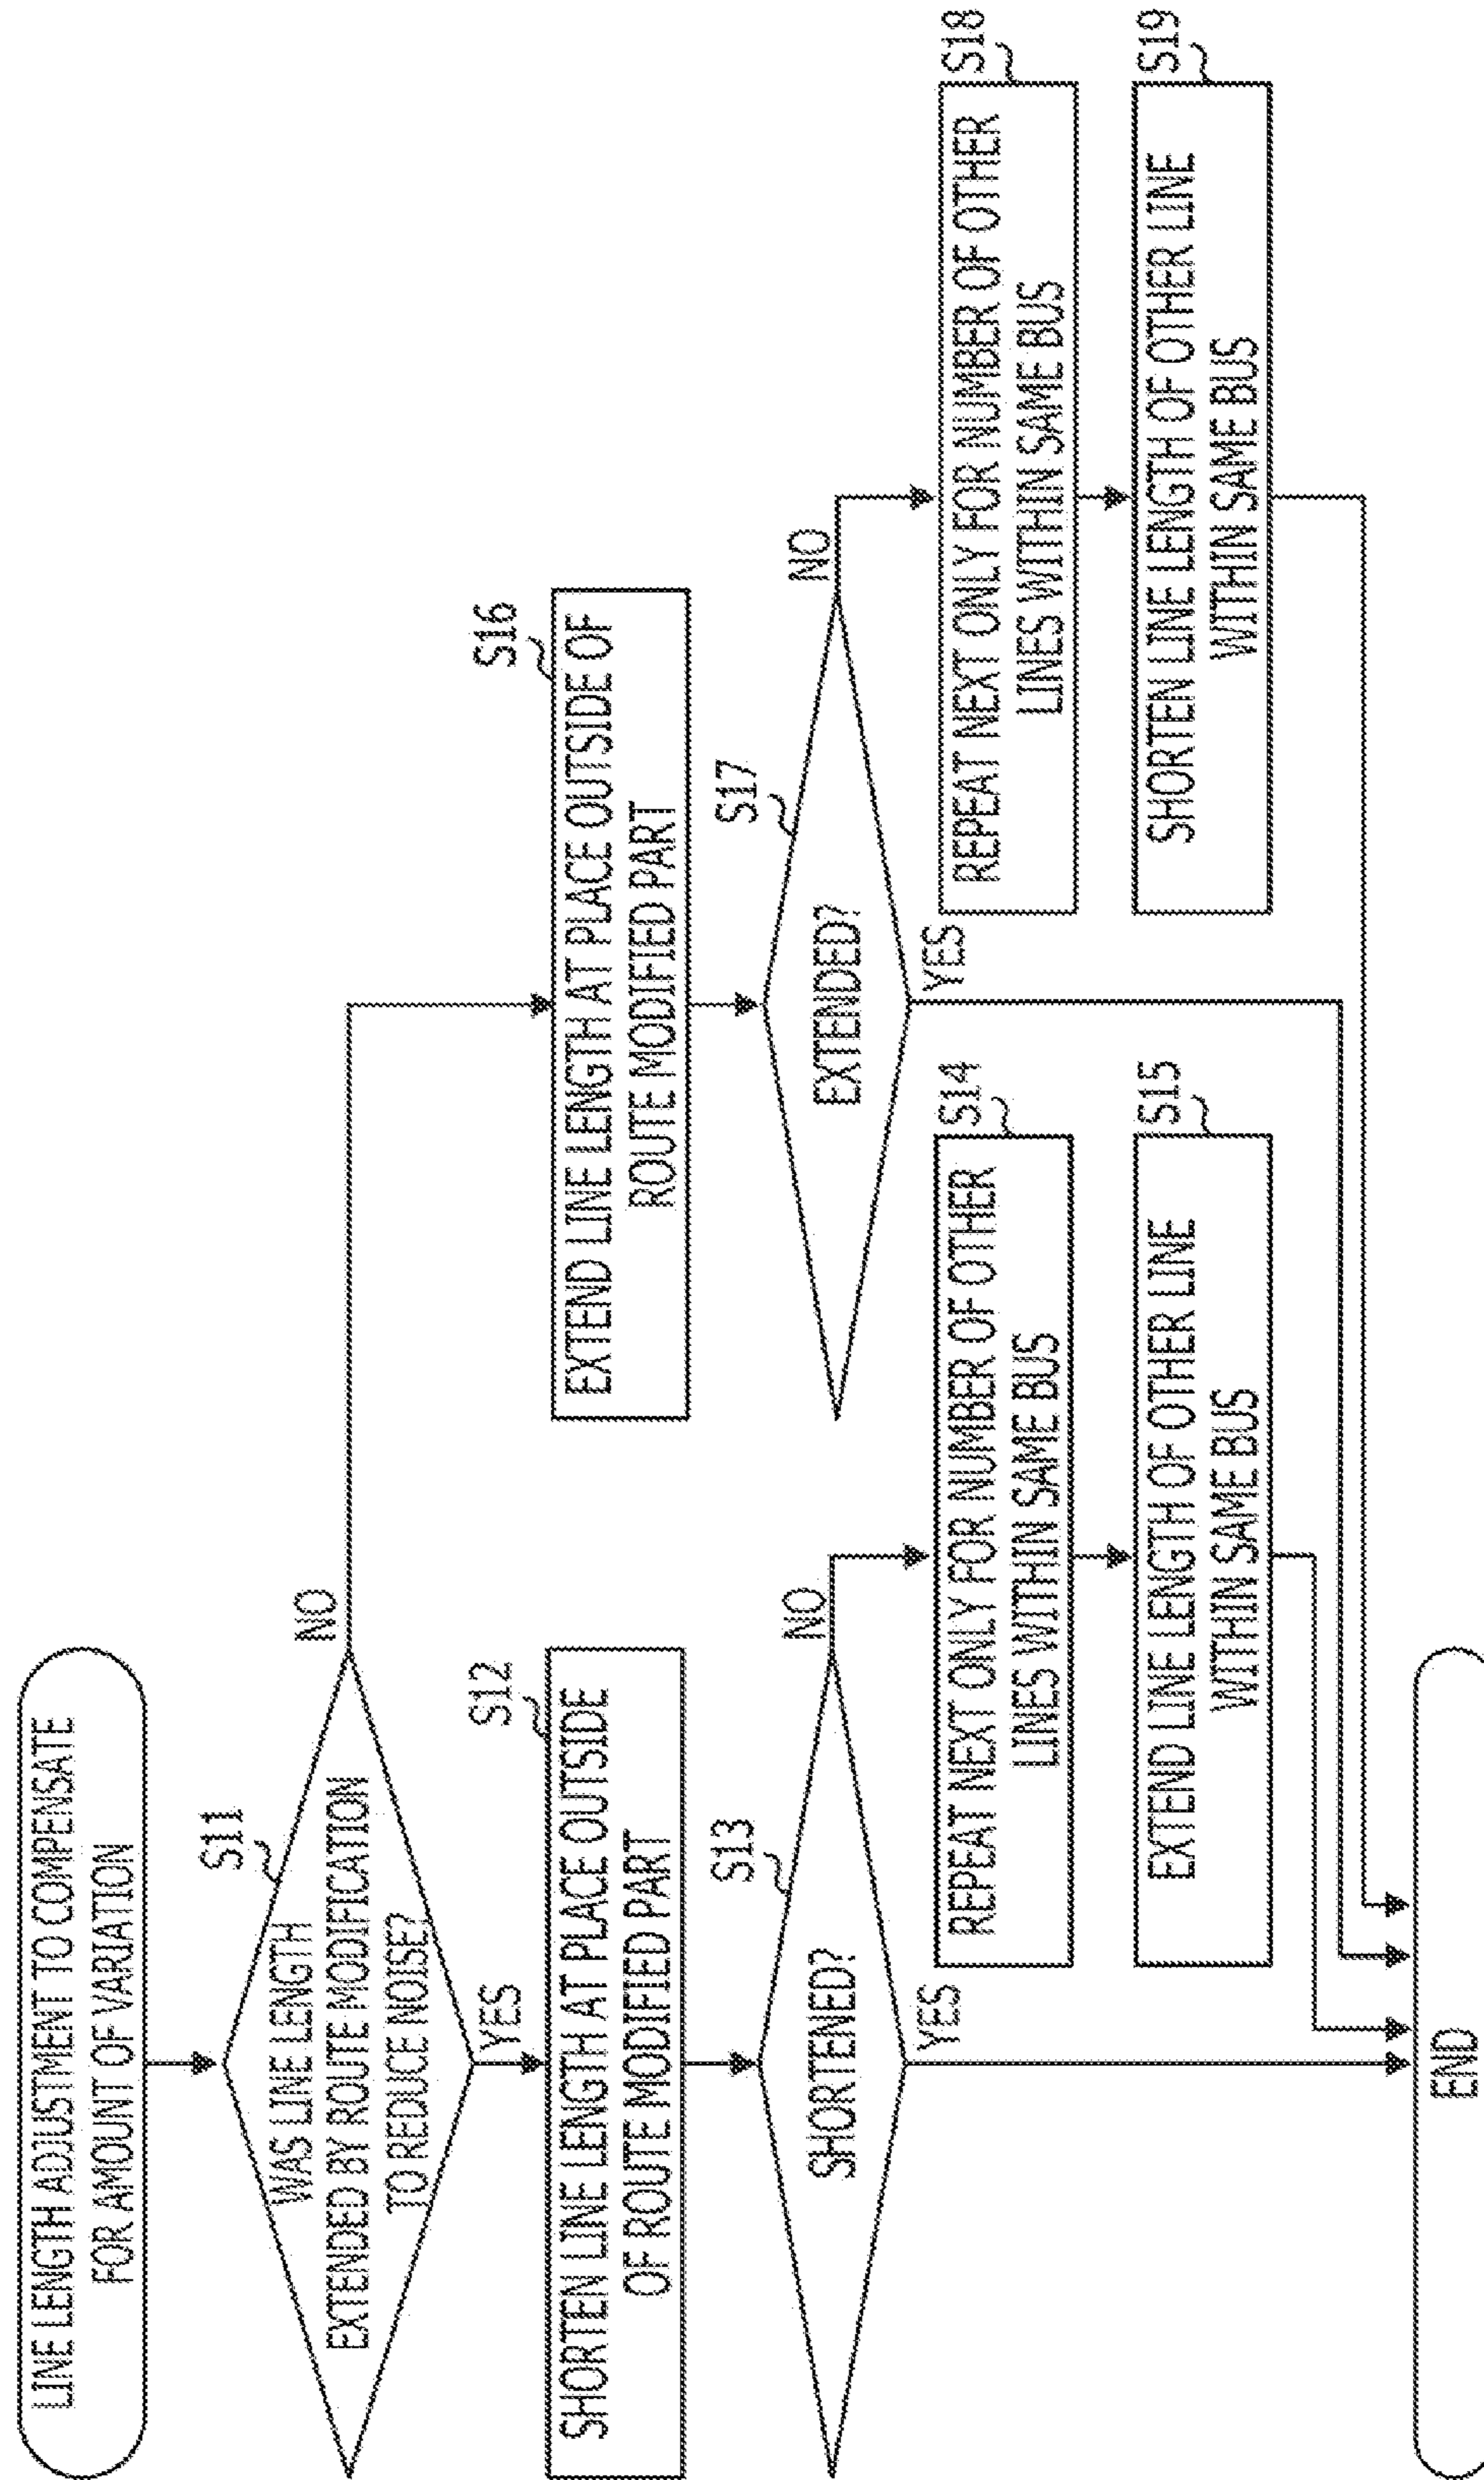 LINE LENGTH ADJUSTMENT TO COMPENSATE
FOR AMOUNT OF VARIATION
S11
WAS LINE LENGTH
EXTENDED BY ROUTE MODIFICATION
TO REDUCE NOISE?
NO
YES
S12
SHORTEN LINE LENGTH AT PLACE OUTSIDE
OF ROUTE MODIFIED PART
S13
SHORTENED?
NO
YES
S14
REPEAT NEXT ONLY FOR NUMBER OF OTHER
LINES WITHIN SAME BUS
S15
EXTEND LINE LENGTH OF OTHER LINE
WITHIN SAME BUS
S16
EXTEND LINE LENGTH AT PLACE OUTSIDE OF
ROUTE MODIFIED PART
S17
EXTENDED?
NO
YES
S18
REPEAT NEXT ONLY FOR NUMBER OF OTHER
LINES WITHIN SAME BUS
S19
SHORTEN LINE LENGTH OF OTHER LINE
WITHIN SAME BUS
END